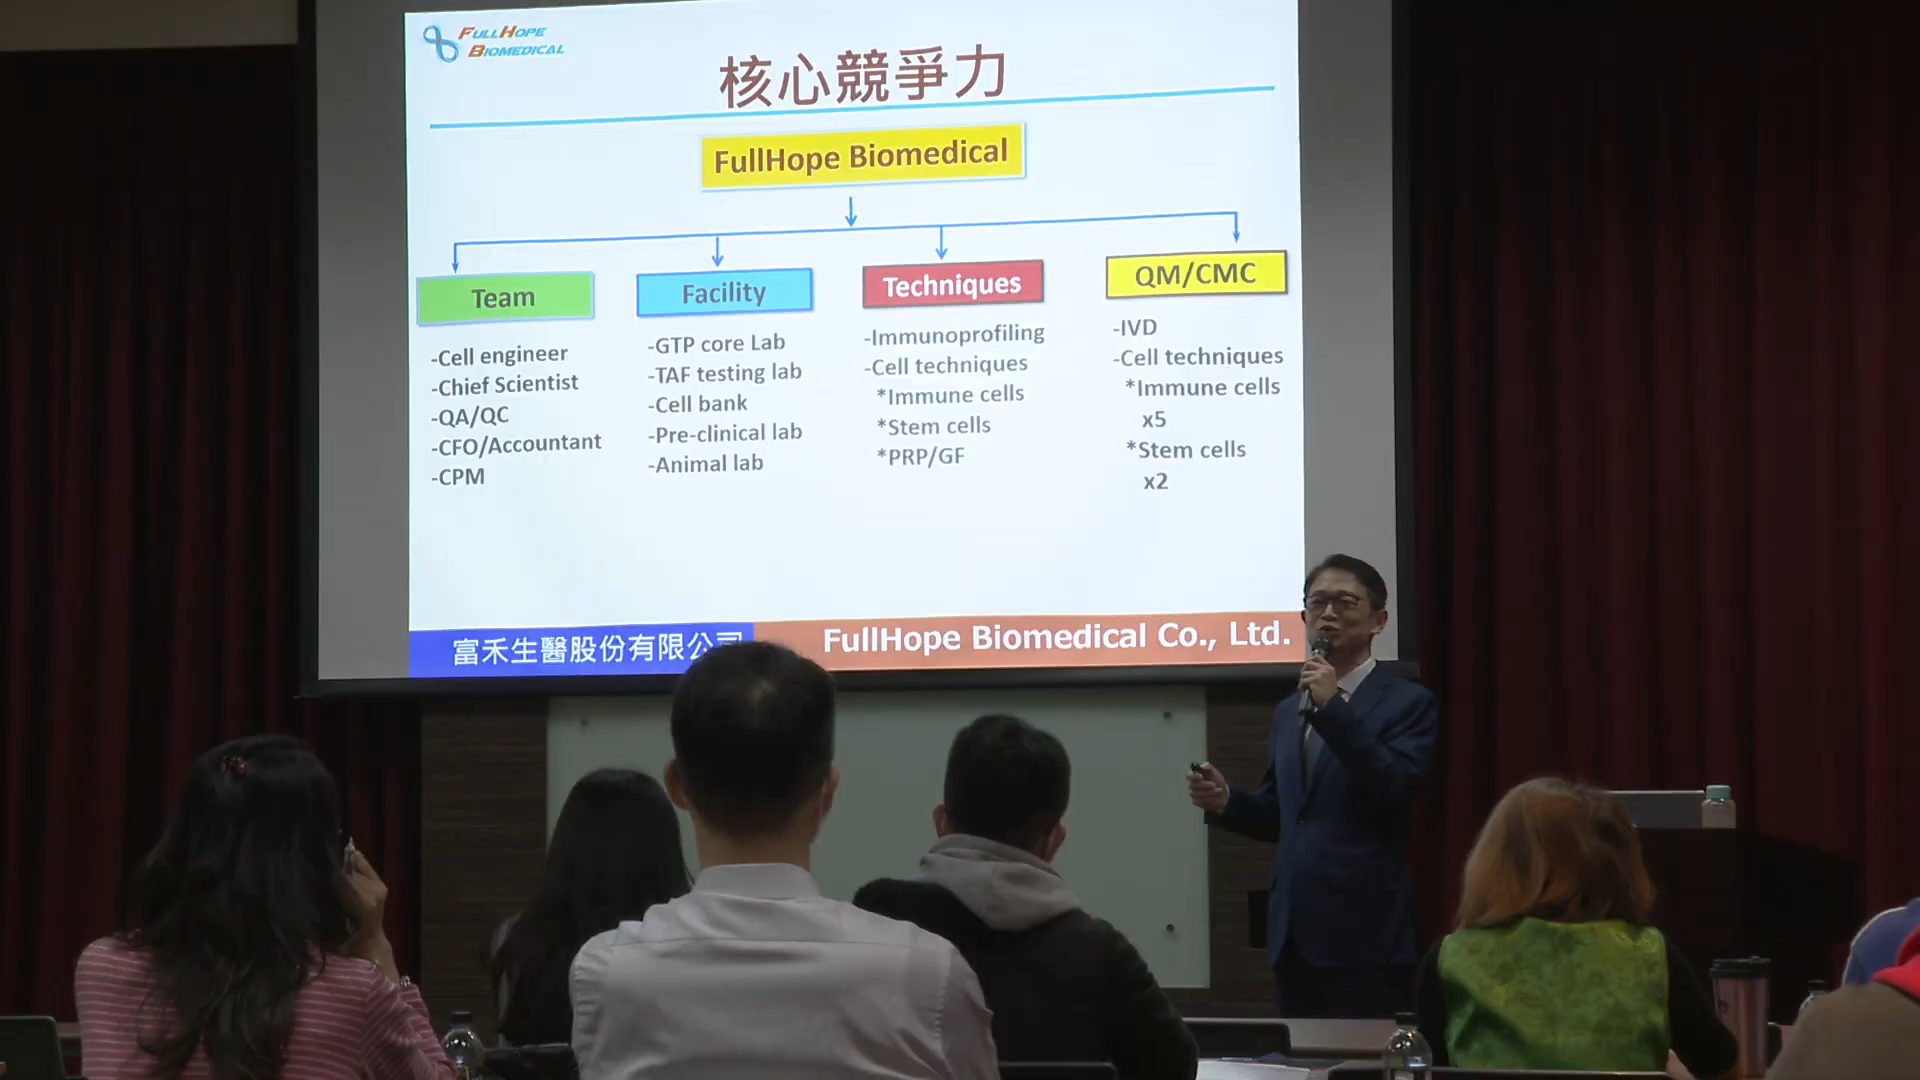 FULLHOPE
BIOMEDICAL
核心競爭力
FullHope Biomedical
Team
-Cell engineer
-Chief Scientist
-QA/QC
-CFO/Accountant
-CPM
Facility
-GTP core Lab
-TAF testing lab
-Cell bank
-Pre-clinical lab
-Animal lab
Techniques
-Immunoprofiling
-Cell techniques
*Immune cells
*Stem cells
*PRP/GF
QM/CMC
-IVD
-Cell techniques
*Immune cells
x5
*Stem cells
x2
富禾生醫股份有限公司
FullHope Biomedical Co., Ltd.